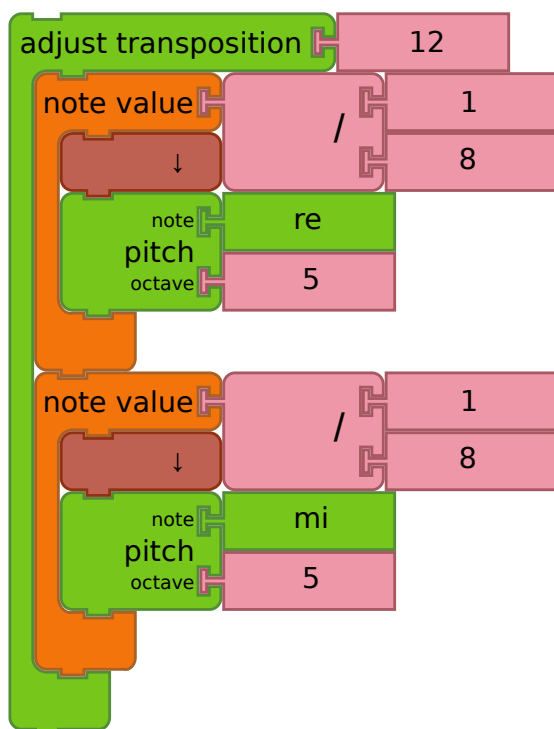 adjust transposition 12
note value / 1
8
↓
note re
pitch
octave 5
note value / 1
8
↓
note mi
pitch
octave 5